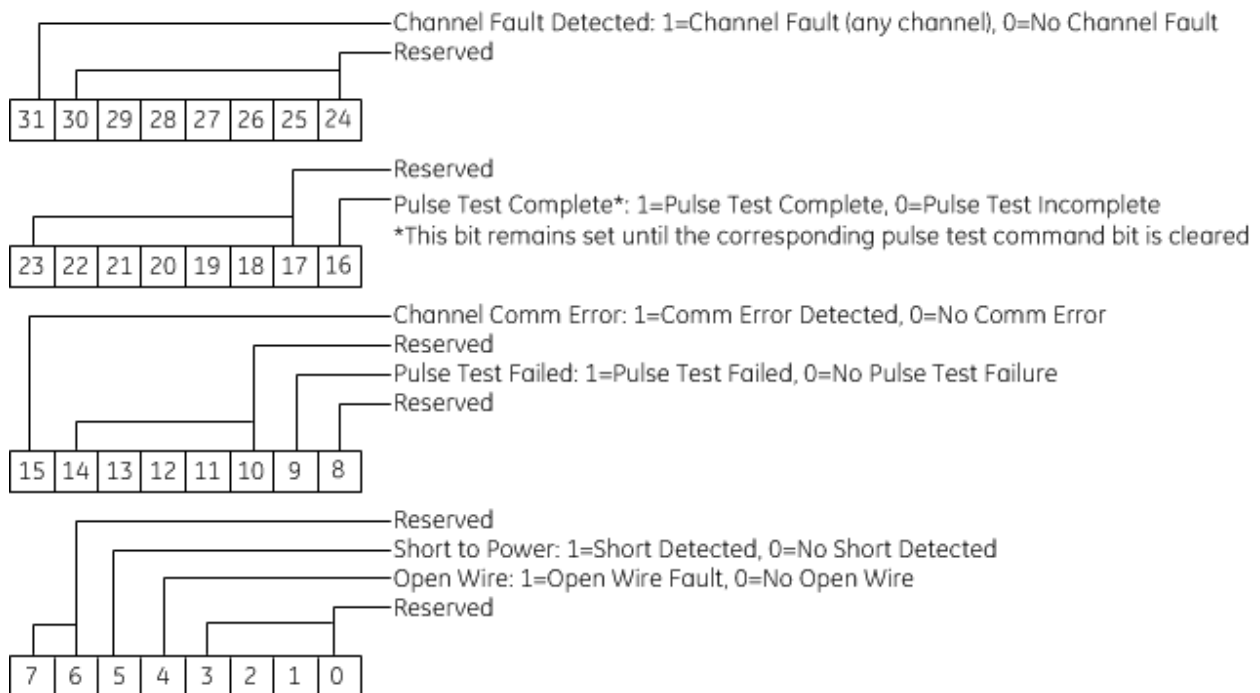 Channel Fault Detected: 1=Channel Fault (any channel), 0=No Channel Fault
Reserved
31 30 29 28 27 26 25 24
Reserved
Pulse Test Complete*: 1=Pulse Test Complete, 0=Pulse Test Incomplete
*This bit remains set until the corresponding pulse test command bit is cleared
23 22 21 20 19 18 17 16
Channel Comm Error: 1=Comm Error Detected, 0=No Comm Error
Reserved
Pulse Test Failed: 1=Pulse Test Failed, 0=No Pulse Test Failure
Reserved
15 14 13 12 11 10 9 8
Reserved
Short to Power: 1=Short Detected, 0=No Short Detected
Open Wire: 1=Open Wire Fault, 0=No Open Wire
Reserved
7 6 5 4 3 2 1 0